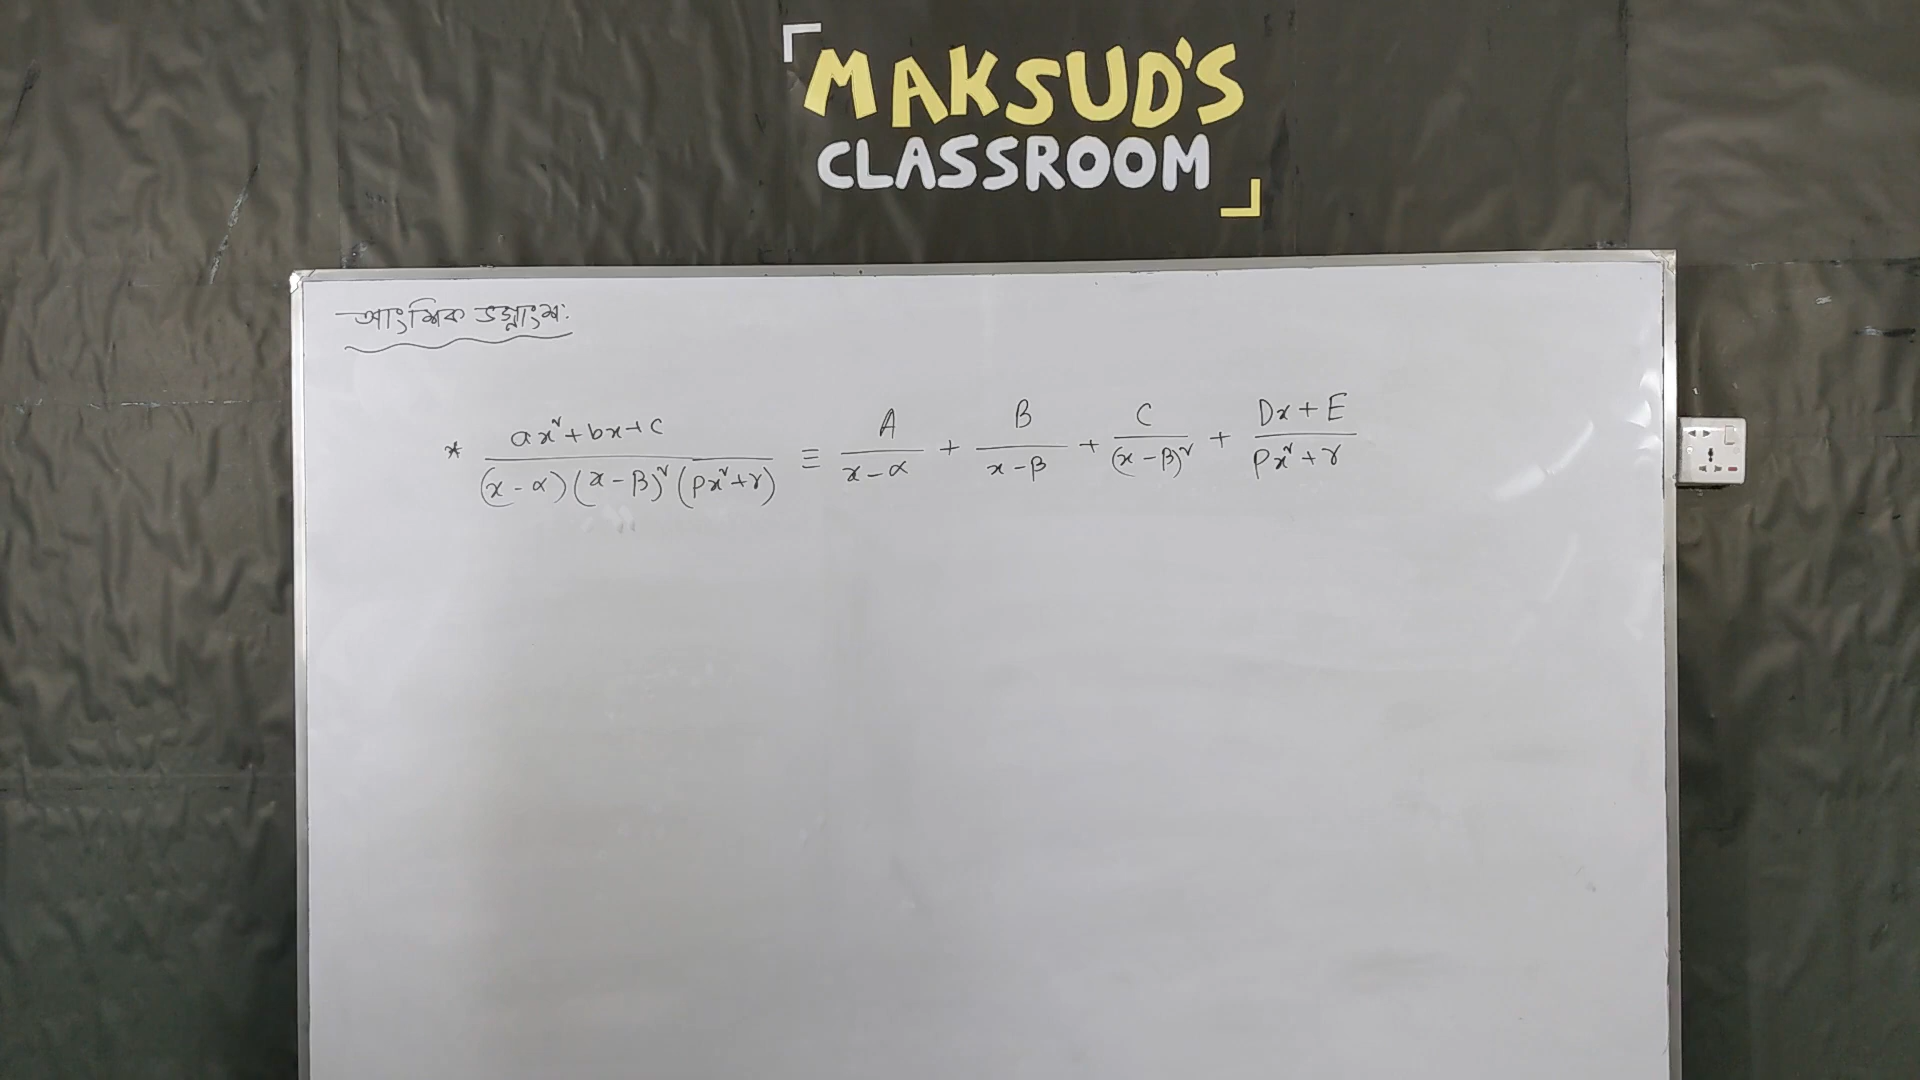 MAKSUD'S
CLASSROOM
আংশিক ভগ্নাংশ:
* (ax² + bx + c) / ((x - α)(x - β)²(px² + r)) ≡ A / (x - α) + B / (x - β) + C / (x - β)² + (Dx + E) / (px² + r)